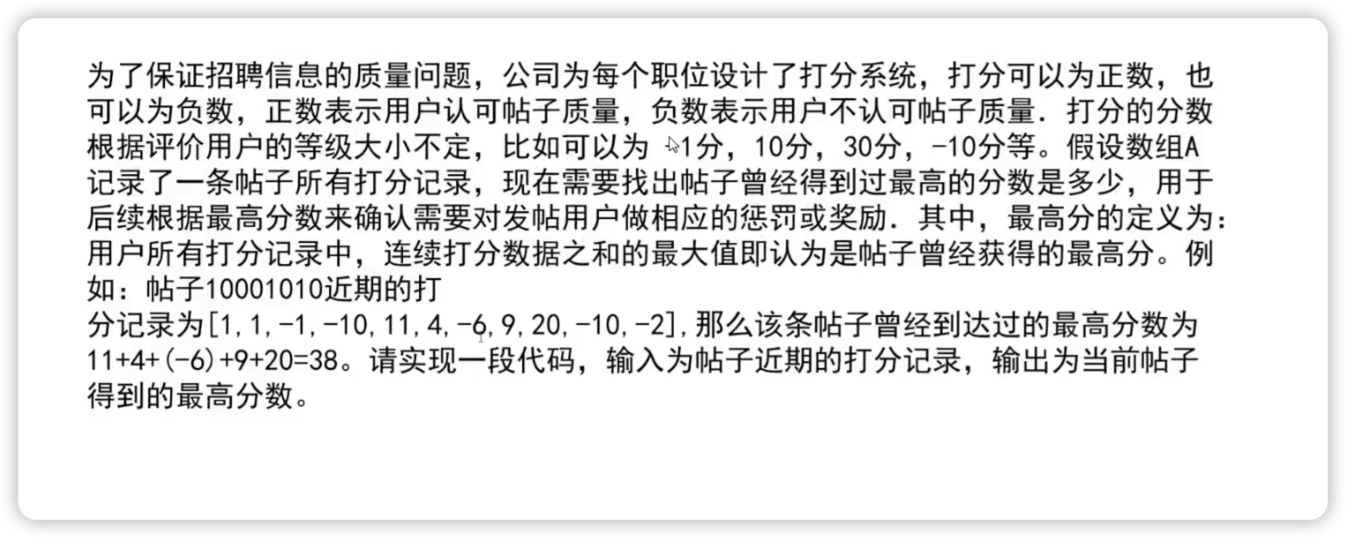 为了保证招聘信息的质量问题，公司为每个职位设计了打分系统，打分可以为正数，也
可以为负数，正数表示用户认可帖子质量，负数表示用户不认可帖子质量．打分的分数
根据评价用户的等级大小不定，比如可以为 -1分，10分，30分，-10分等。假设数组A
记录了一条帖子所有打分记录，现在需要找出帖子曾经得到过最高的分数是多少，用于
后续根据最高分数来确认需要对发帖用户做相应的惩罚或奖励．其中，最高分的定义为：
用户所有打分记录中，连续打分数据之和的最大值即认为是帖子曾经获得的最高分。例
如：帖子10001010近期的打
分记录为[1,1,-1,-10,11,4,-6,9,20,-10,-2],那么该条帖子曾经到达过的最高分数为
11+4+(-6)+9+20=38。请实现一段代码，输入为帖子近期的打分记录，输出为当前帖子
得到的最高分数。